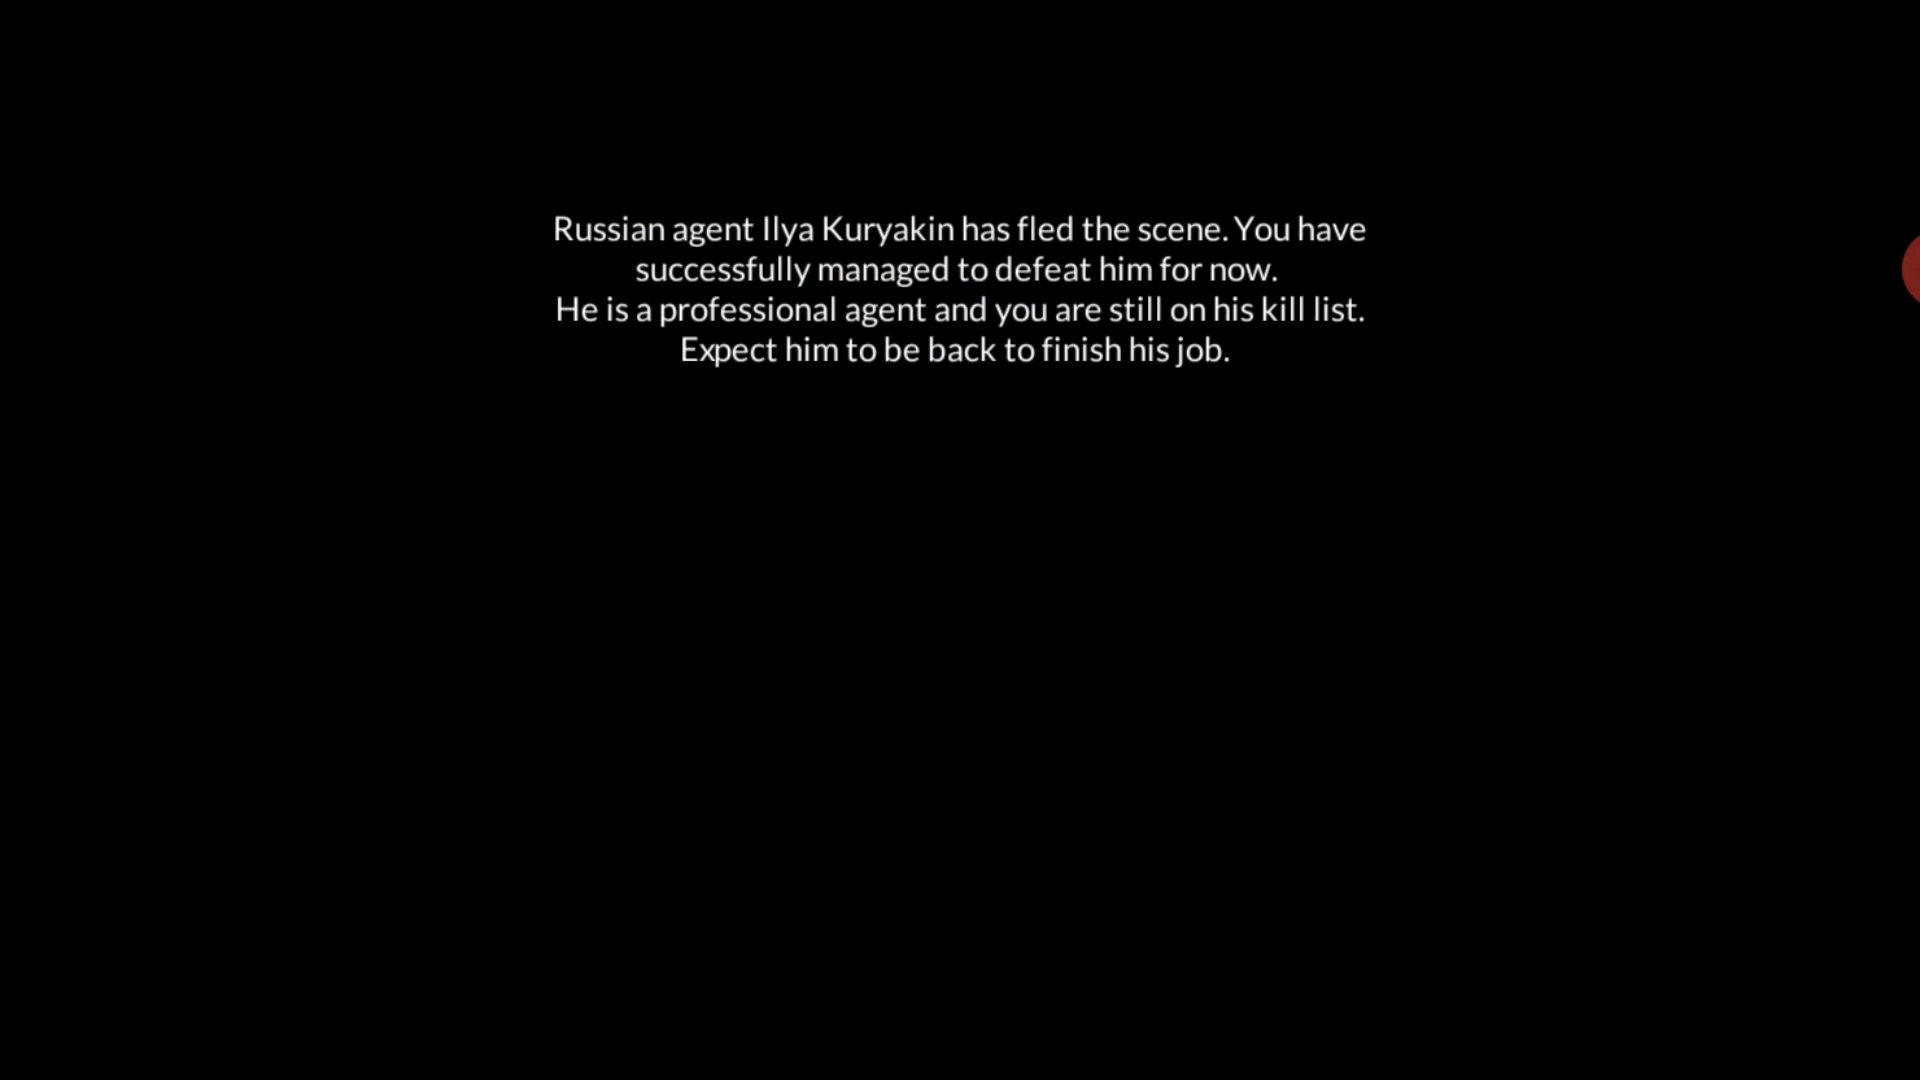 Russian agent Ilya Kuryakin has fled the scene. You have
successfully managed to defeat him for now.
He is a professional agent and you are still on his kill list.
Expect him to be back to finish his job.